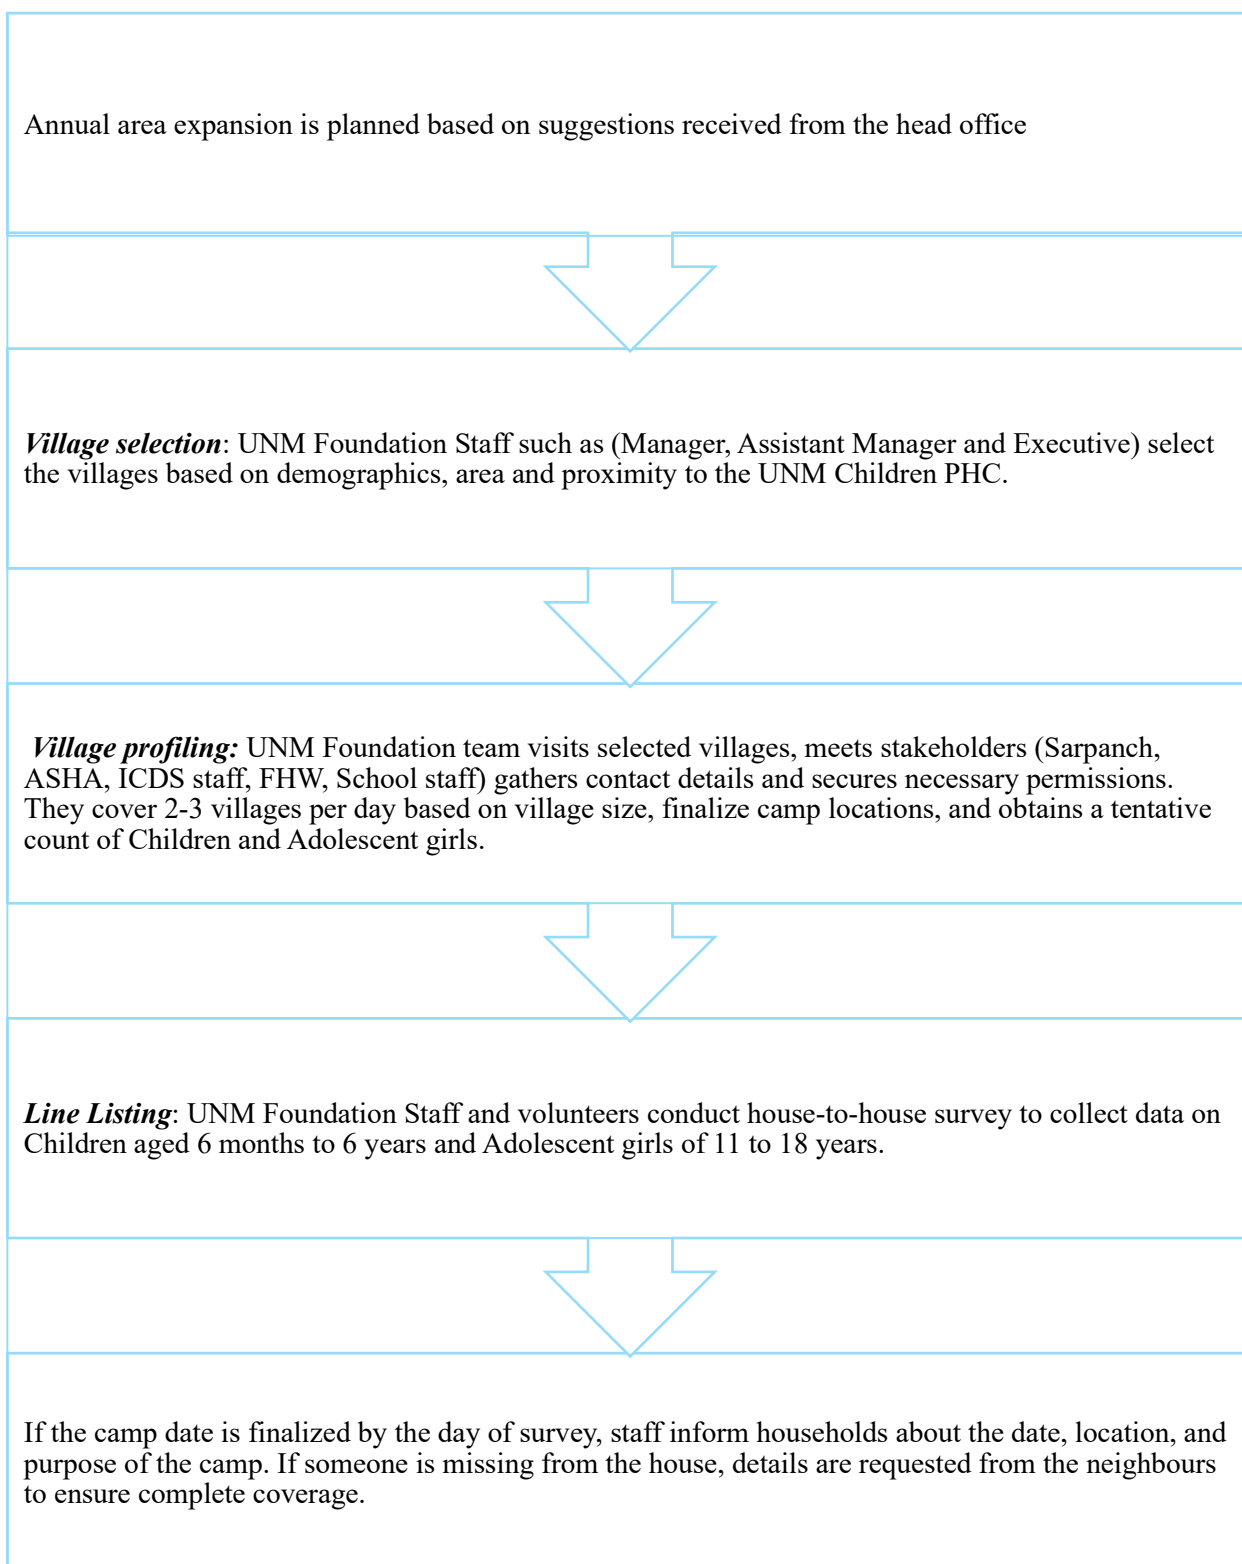 Annual area expansion is planned based on suggestions received from the head office
Village selection: UNM Foundation Staff such as (Manager, Assistant Manager and Executive) select
the villages based on demographics, area and proximity to the UNM Children PHC.
Village profiling: UNM Foundation team visits selected villages, meets stakeholders (Sarpanch,
ASHA, ICDS staff, FHW, School staff) gathers contact details and secures necessary permissions.
They cover 2-3 villages per day based on village size, finalize camp locations, and obtains a tentative
count of Children and Adolescent girls.
Line Listing: UNM Foundation Staff and volunteers conduct house-to-house survey to collect data on
Children aged 6 months to 6 years and Adolescent girls of 11 to 18 years.
If the camp date is finalized by the day of survey, staff inform households about the date, location, and
purpose of the camp. If someone is missing from the house, details are requested from the neighbours
to ensure complete coverage.